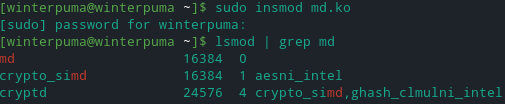 [winterpuma@winterpuma ~]$ sudo insmod md.ko
[sudo] password for winterpuma:
[winterpuma@winterpuma ~]$ lsmod | grep md
md 16384 0
crypto_simd 16384 1 aesni_intel
cryptd 24576 4 crypto_simd,ghash_clmulni_intel